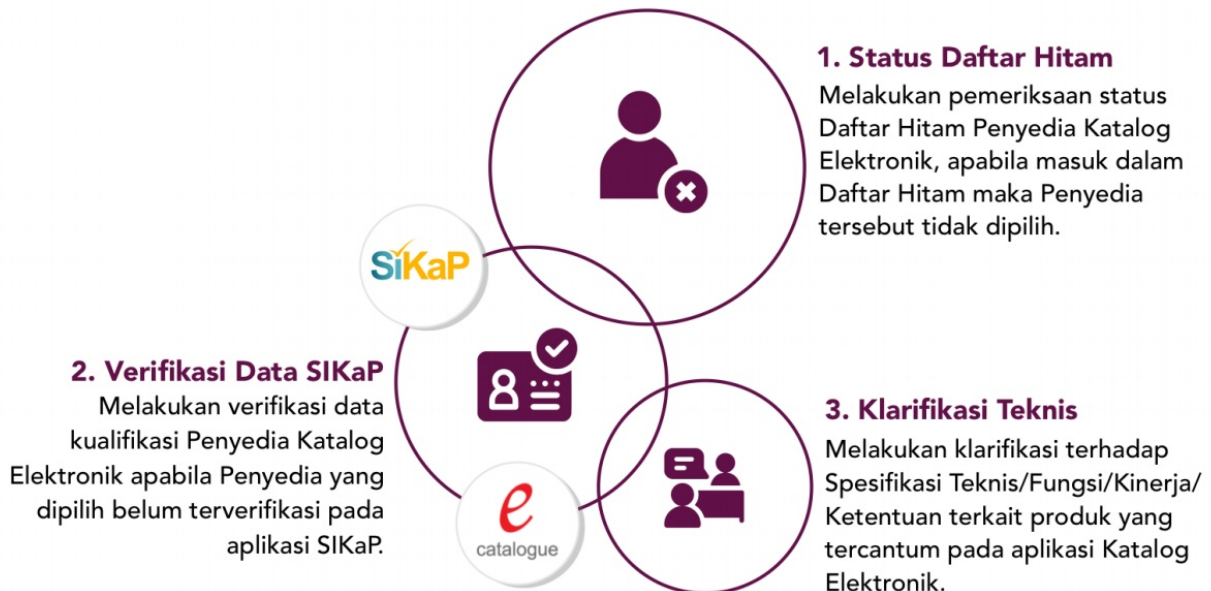 1. Status Daftar Hitam
Melakukan pemeriksaan status
Daftar Hitam Penyedia Katalog
Elektronik, apabila masuk dalam
Daftar Hitam maka Penyedia
tersebut tidak dipilih.
SiKaP
2. Verifikasi Data SIKaP
Melakukan verifikasi data
kualifikasi Penyedia Katalog
Elektronik apabila Penyedia yang
dipilih belum terverifikasi pada
aplikasi SIKaP.
e
catalogue
3. Klarifikasi Teknis
Melakukan klarifikasi terhadap
Spesifikasi Teknis/Fungsi/Kinerja/
Ketentuan terkait produk yang
tercantum pada aplikasi Katalog
Elektronik.